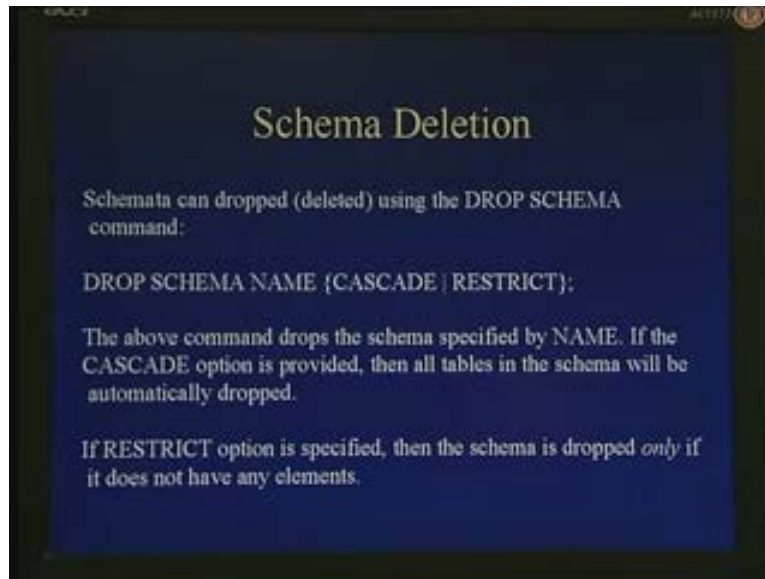 Schema Deletion
Schemata can dropped (deleted) using the DROP SCHEMA
command:
DROP SCHEMA NAME {CASCADE | RESTRICT};
The above command drops the schema specified by NAME. If the
CASCADE option is provided, then all tables in the schema will be
automatically dropped.
If RESTRICT option is specified, then the schema is dropped only if
it does not have any elements.